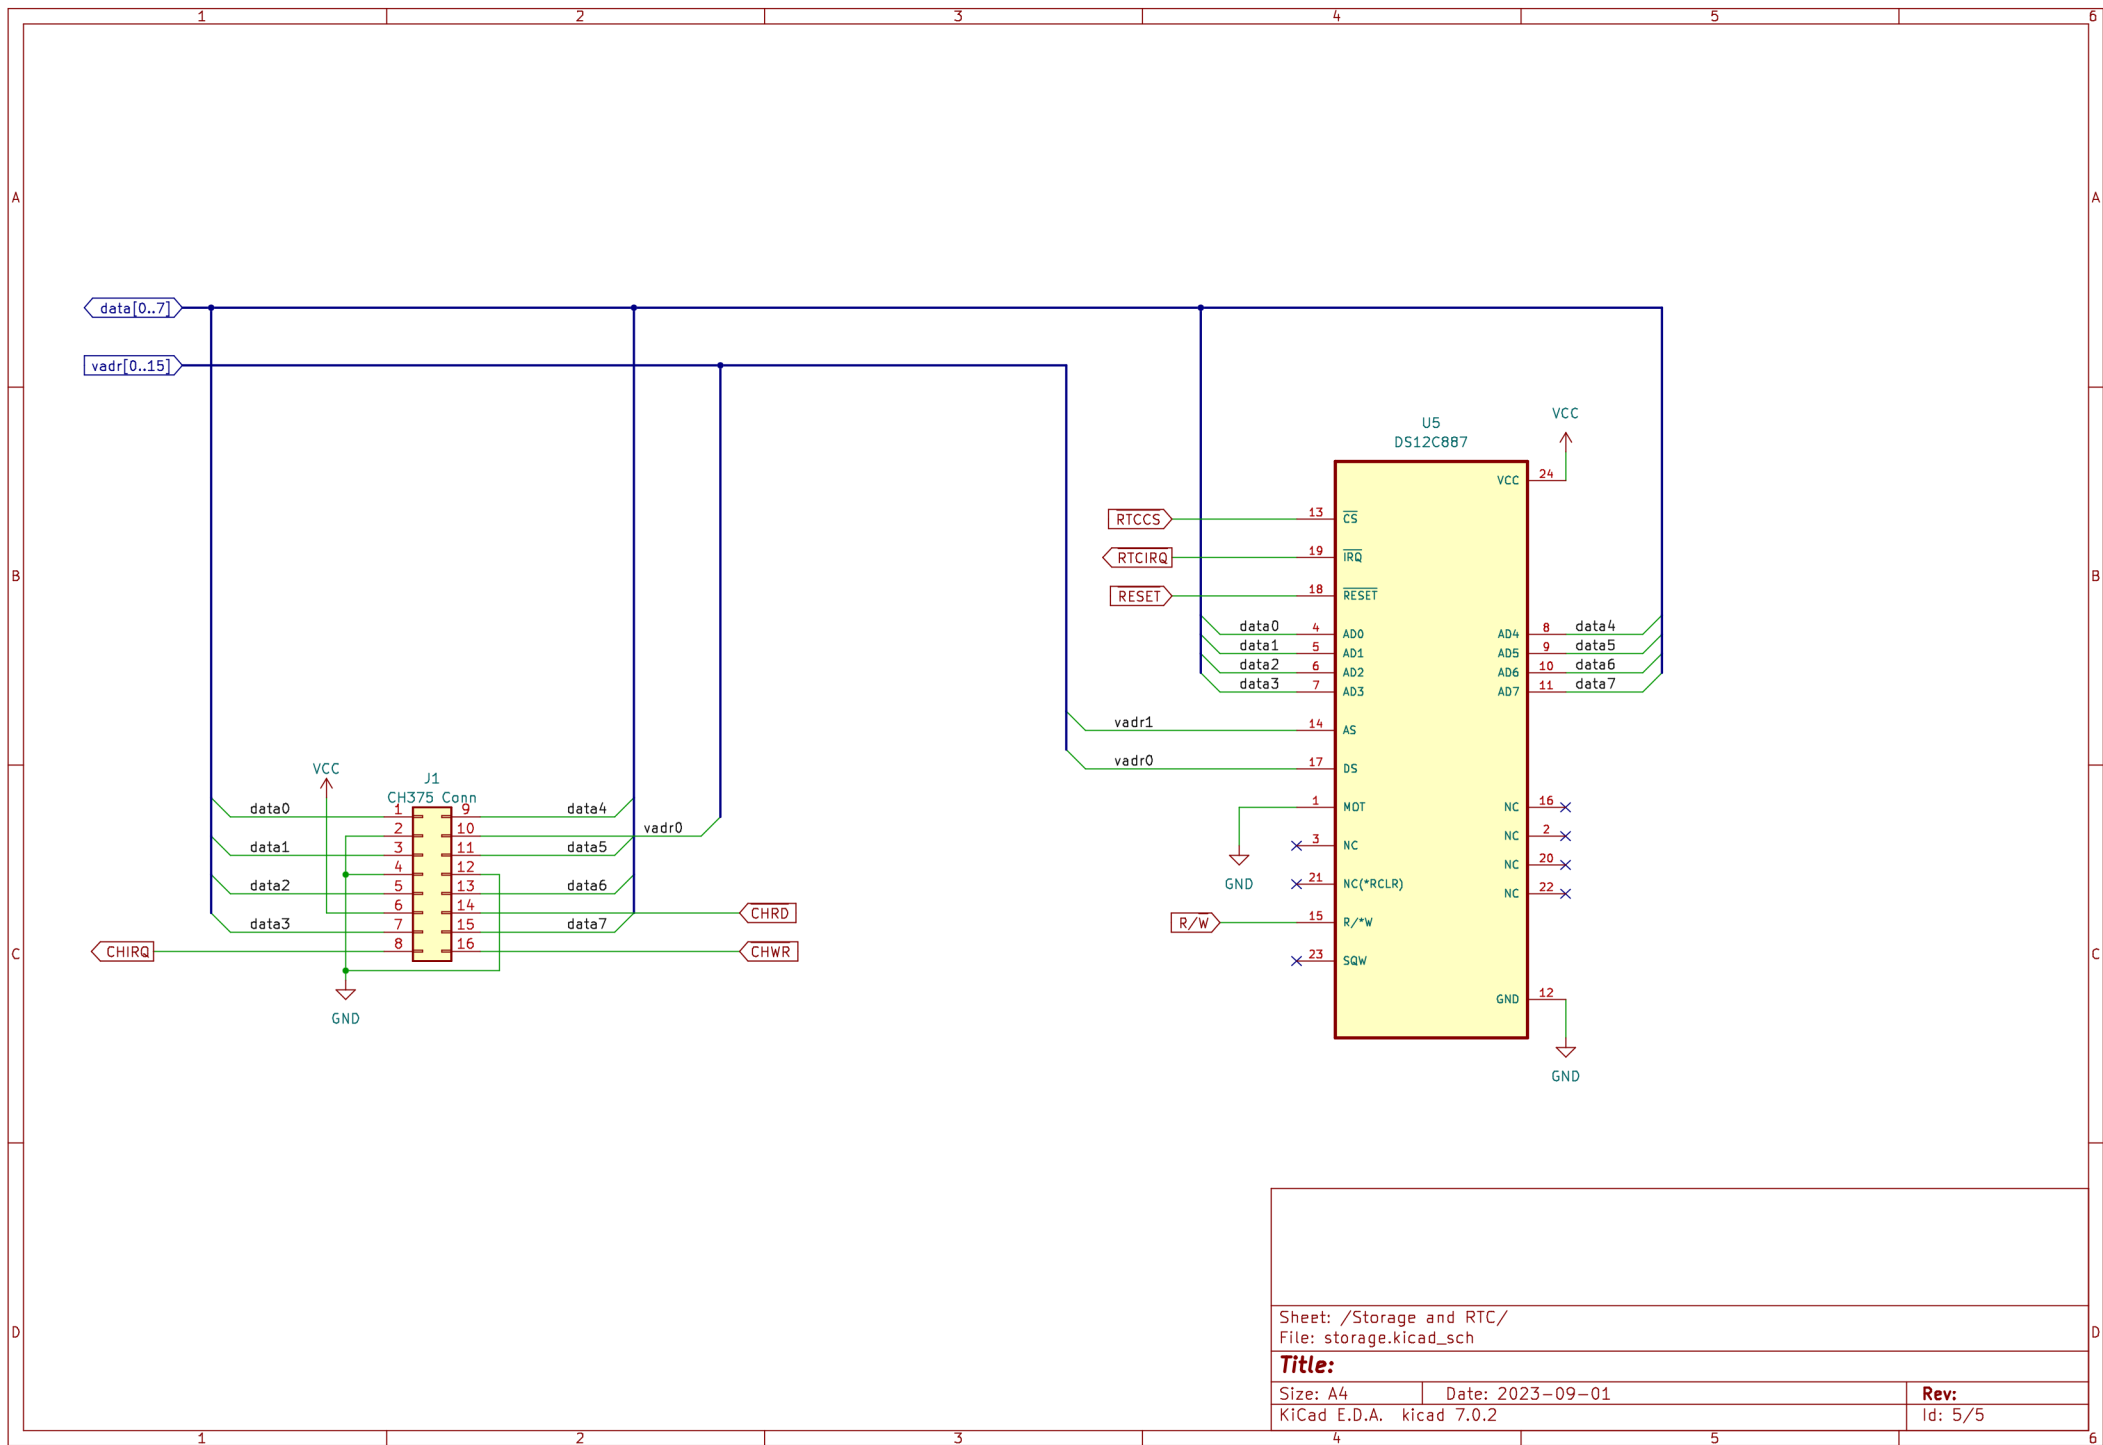 1 2 3 4 5 6
A A
data[0..7]
vadr[0..15]
VCC
U5
DS12C887
VCC 24
RTCCS 13 CS
RTCIRQ 19 IRQ
B B
RESET 18 RESET
data0 4 AD0 AD4 8 data4
data1 5 AD1 AD5 9 data5
data2 6 AD2 AD6 10 data6
data3 7 AD3 AD7 11 data7
vadr1 14 AS
vadr0 17 DS
VCC
J1
CH375 Conn
data0 1 9 data4
2 10 vadr0
data1 3 11 data5
4 12
data2 5 13 data6
6 14 CHRD
data3 7 15 data7
CHIRQ 8 16 CHWR
GND
1 MOT NC 16
NC 2
3 NC
NC 20
GND
21 NC(*RCLR)
NC 22
R/W 15 R/*W
C C
23 SQW
GND 12
GND
Sheet: /Storage and RTC/
File: storage.kicad_sch
D D
Title:
Size: A4 Date: 2023-09-01 Rev:
KiCad E.D.A. kicad 7.0.2 Id: 5/5
1 2 3 4 5 6